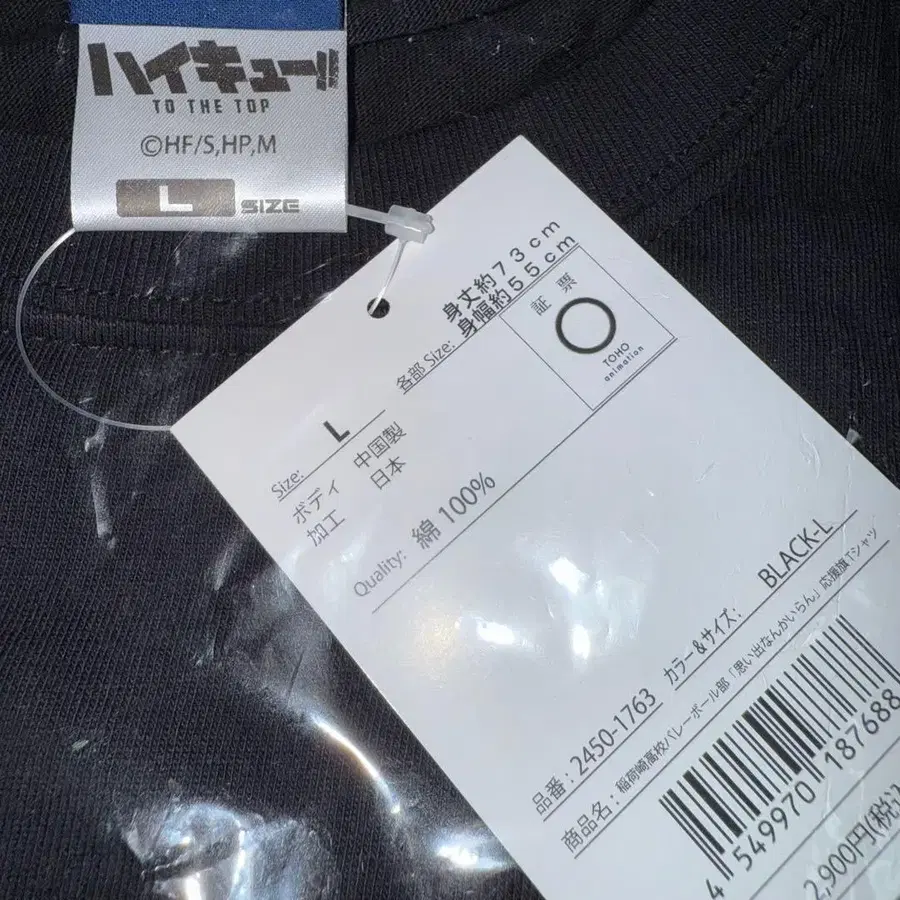 ハイキュー!!
TO THE TOP
©HF/S,HP,M
L SIZE
身丈約73cm
各部 Size: 身幅約55cm
証票
TOHO
animation
Size: L
ボディ 中国製
加工 日本
Quality: 綿 100%
品番:2450-1763 カラー&サイズ: BLACK-L
商品名:稲荷崎高校バレーボール部「思い出なんかいらん」応援旗Tシャツ
4 549970 187688
2,900円(税